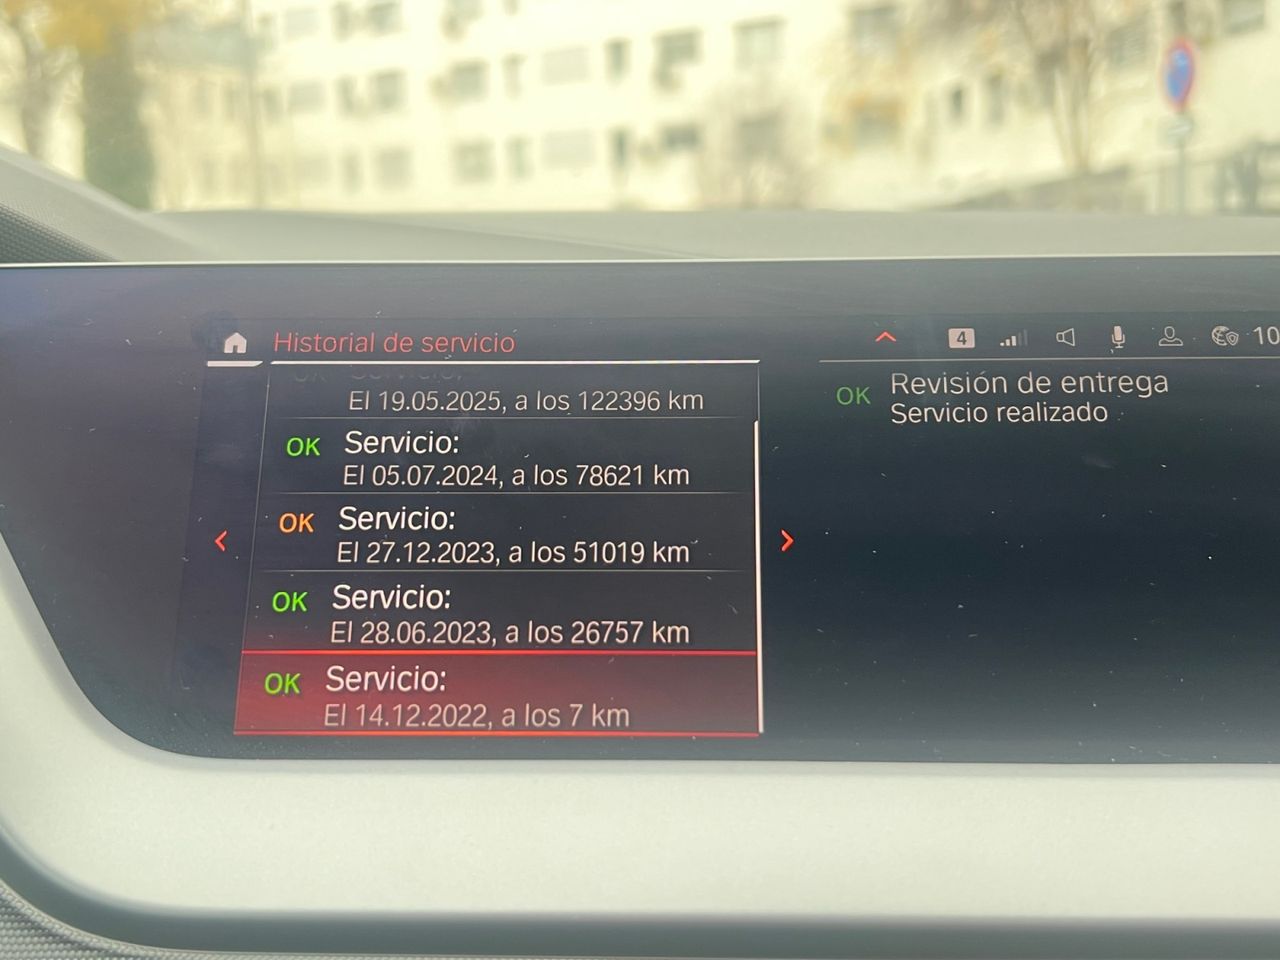 Historial de servicio
El 19.05.2025, a los 122396 km
OK Servicio:
El 05.07.2024, a los 78621 km
OK Servicio:
El 27.12.2023, a los 51019 km
OK Servicio:
El 28.06.2023, a los 26757 km
OK Servicio:
El 14.12.2022, a los 7 km
4
10
OK Revisión de entrega
Servicio realizado